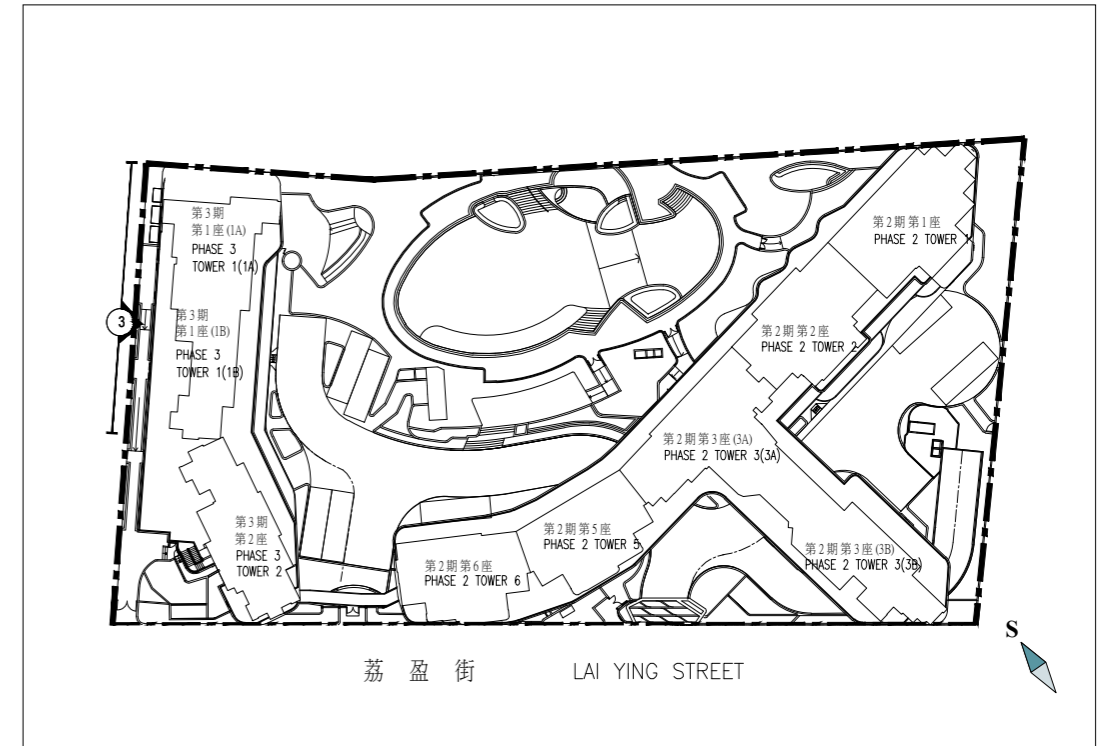 第3期
第1座(1A)
PHASE 3
TOWER 1(1A)
第2期第1座
PHASE 2 TOWER 1
3
第3期
第1座(1B)
PHASE 3
TOWER 1(1B)
第2期第2座
PHASE 2 TOWER 2
第2期第3座(3A)
PHASE 2 TOWER 3(3A)
第3期
第2座
PHASE 3
TOWER 2
第2期第5座
PHASE 2 TOWER 5
第2期第6座
PHASE 2 TOWER 6
第2期第3座(3B)
PHASE 2 TOWER 3(3B)
S
荔盈街 LAI YING STREET